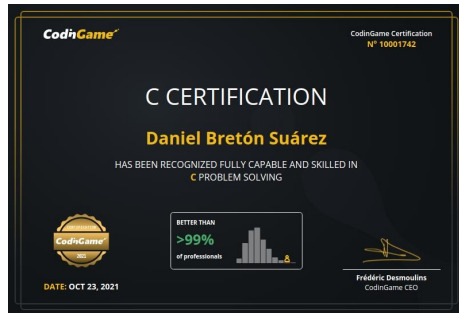 CodinGame
CodinGame Certification
N° 10001742
C CERTIFICATION
Daniel Bretón Suárez
HAS BEEN RECOGNIZED FULLY CAPABLE AND SKILLED IN
C PROBLEM SOLVING
CodinGame
2021
BETTER THAN
>99%
of professionals
DATE: OCT 23, 2021
Frédéric Desmoulins
CodinGame CEO